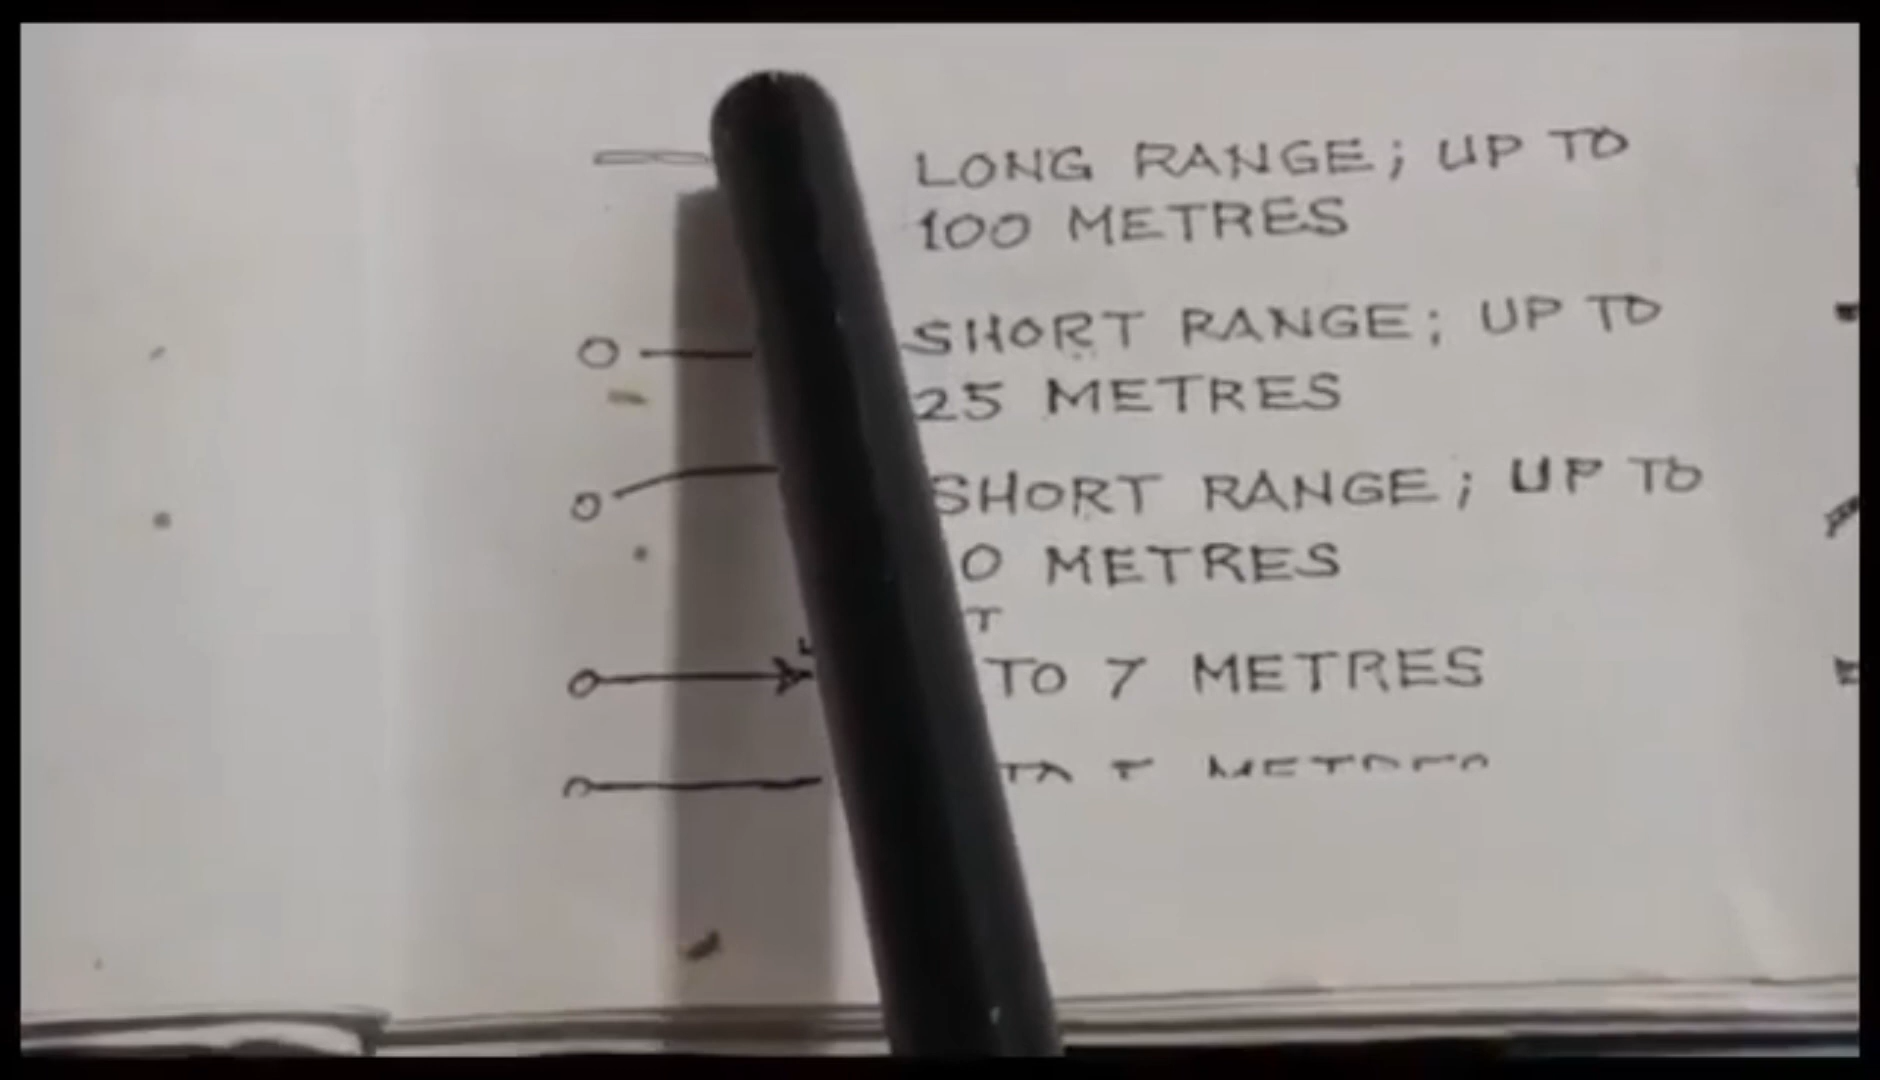 LONG RANGE; UP TO
100 METRES
SHORT RANGE; UP TO
25 METRES
SHORT RANGE; UP TO
0 METRES
TO 7 METRES